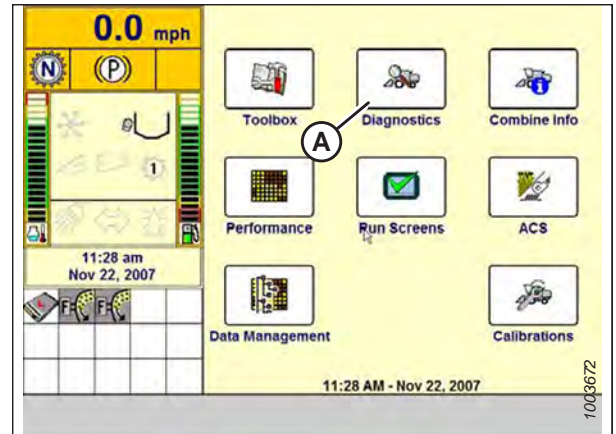 0.0 mph
N
(P)
1
11:28 am
Nov 22, 2007
F
F
Toolbox
Diagnostics
Combine Info
A
Performance
Run Screens
ACS
Data Management
Calibrations
11:28 AM - Nov 22, 2007
1003672